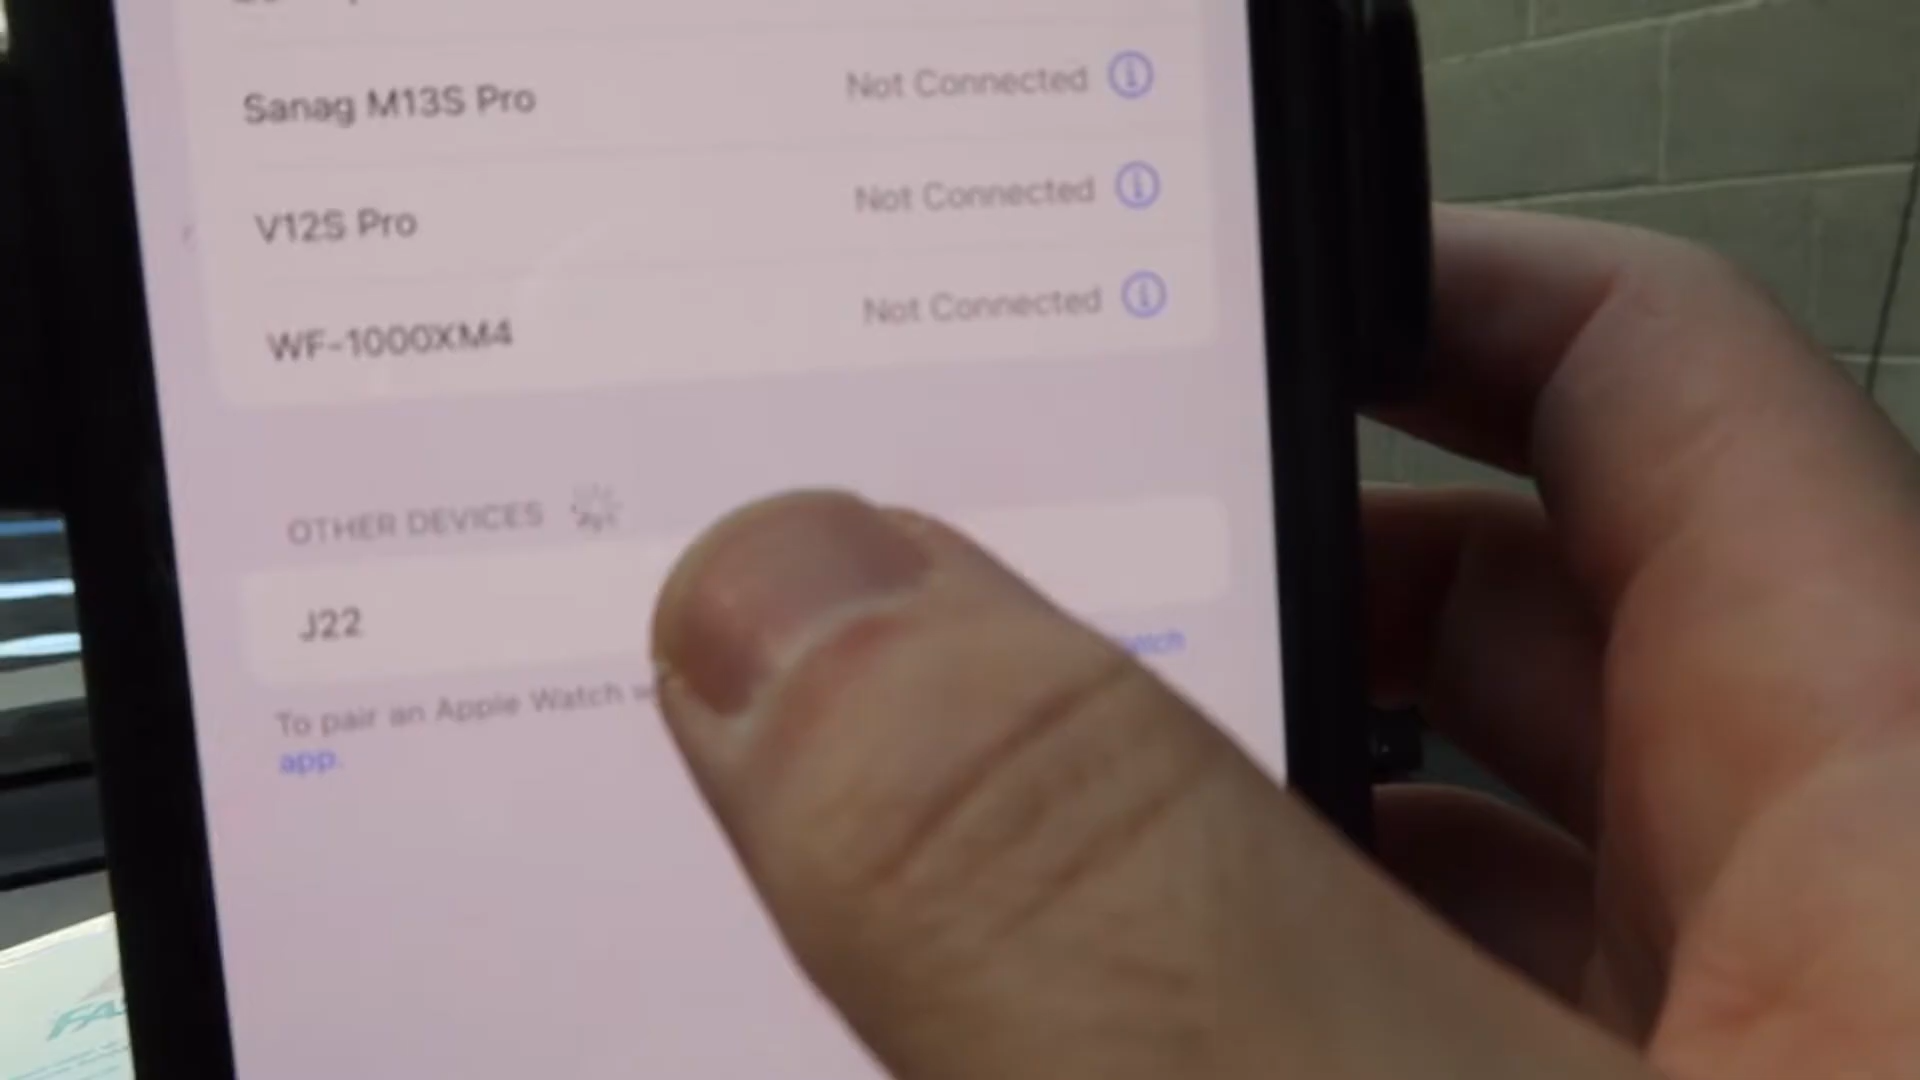 Sanag M13S Pro Not Connected
V12S Pro Not Connected
WF-1000XM4 Not Connected
OTHER DEVICES
J22
To pair an Apple Watch
app.